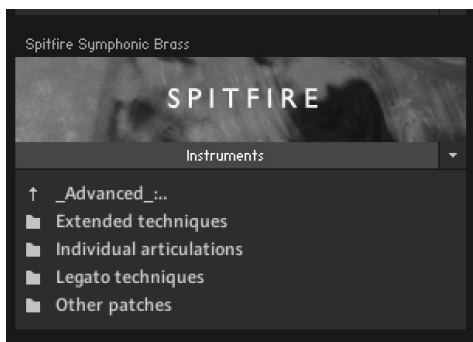 Spitfire Symphonic Brass
SPITFIRE
Instruments
_Advanced_:..
Extended techniques
Individual articulations
Legato techniques
Other patches